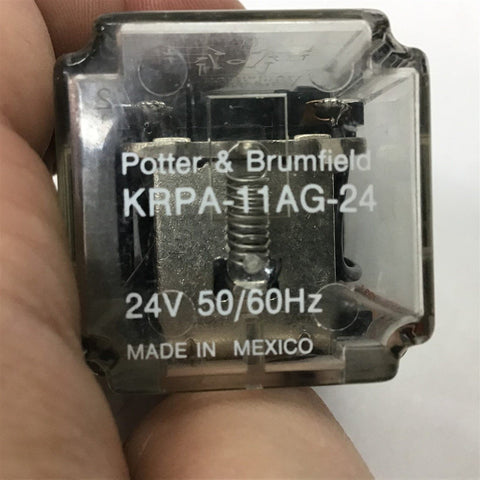 Potter & Brumfield
KRPA-11AG-24
24V 50/60Hz
MADE IN MEXICO